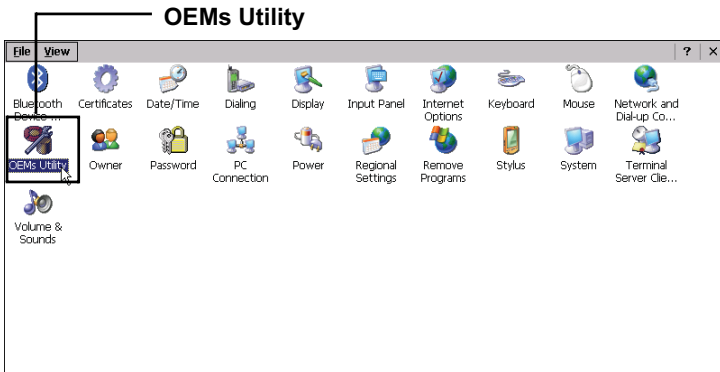 OEMs Utility
File View ? ×
Bluetooth Device ...
Certificates
Date/Time
Dialing
Display
Input Panel
Internet Options
Keyboard
Mouse
Network and Dial-up Co...
OEMs Utility
Owner
Password
PC Connection
Power
Regional Settings
Remove Programs
Stylus
System
Terminal Server Clie...
Volume & Sounds